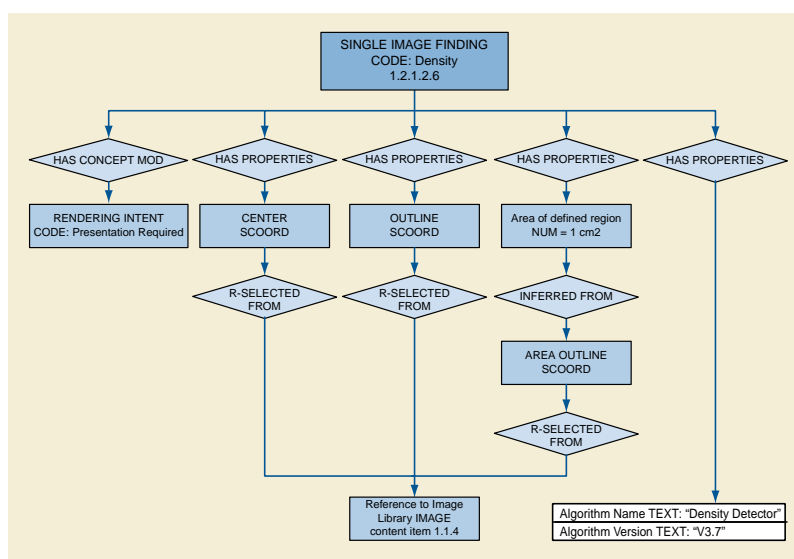 SINGLE IMAGE FINDING
CODE: Density
1.2.1.2.6
HAS CONCEPT MOD
HAS PROPERTIES
HAS PROPERTIES
HAS PROPERTIES
HAS PROPERTIES
RENDERING INTENT
CODE: Presentation Required
CENTER
SCOORD
OUTLINE
SCOORD
Area of defined region
NUM = 1 cm2
R-SELECTED
FROM
R-SELECTED
FROM
INFERRED FROM
AREA OUTLINE
SCOORD
R-SELECTED
FROM
Reference to Image
Library IMAGE
content item 1.1.4
Algorithm Name TEXT: “Density Detector”
Algorithm Version TEXT: “V3.7”